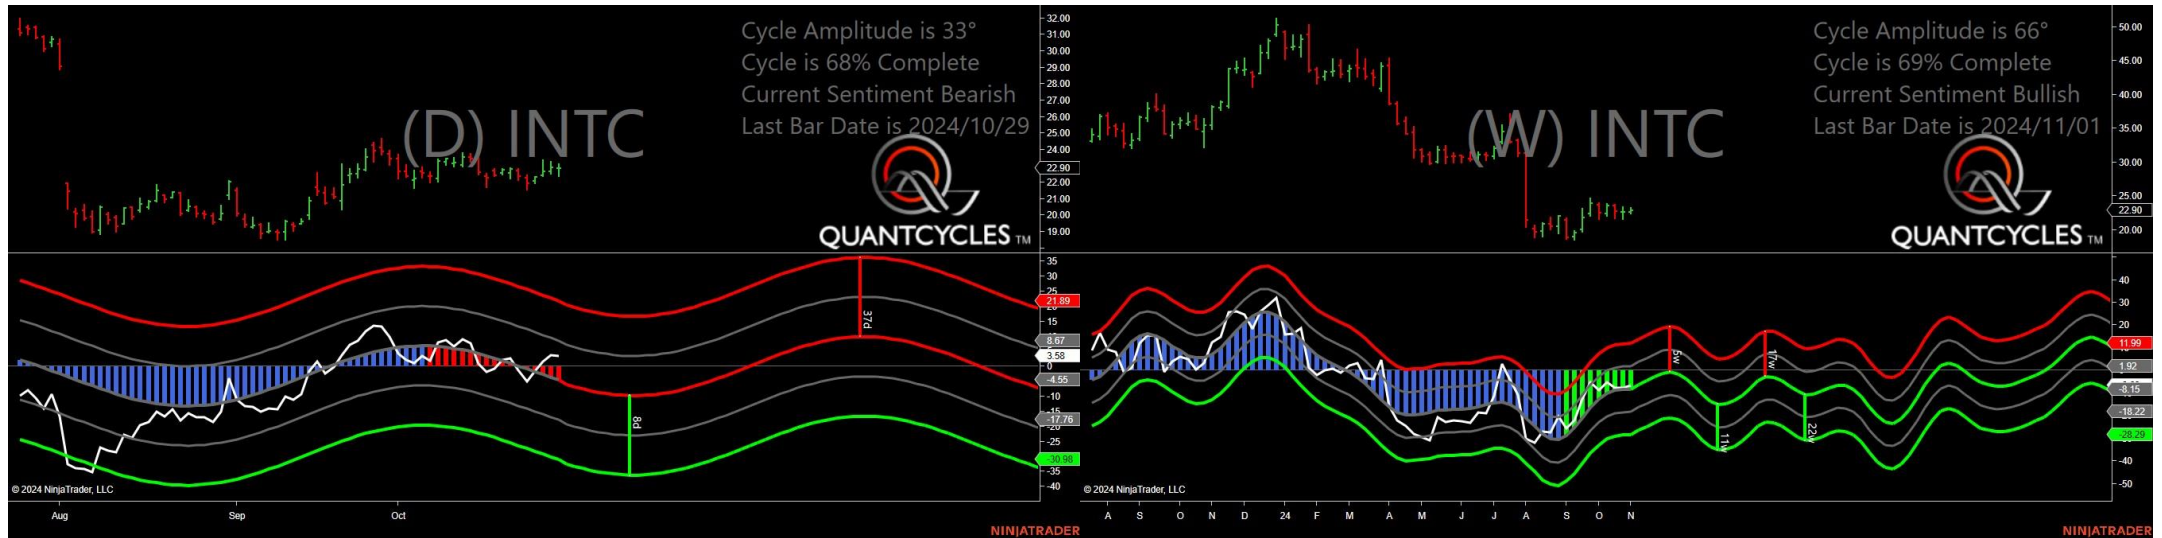 Cycle Amplitude is 33°
Cycle is 68% Complete
Current Sentiment Bearish
Last Bar Date is 2024/10/29
(D) INTC
QUANTCYCLES TM
32.00
31.00
30.00
29.00
28.00
27.00
26.00
25.00
24.00
22.90
22.00
21.00
20.00
19.00
35
30
25
21.89
15
8.67
3.58
0
-4.55
-10
-15
-17.76
-25
-30.98
-35
-40
37d
8d
© 2024 NinjaTrader, LLC
Aug Sep Oct
NINJATRADER
Cycle Amplitude is 66°
Cycle is 69% Complete
Current Sentiment Bullish
Last Bar Date is 2024/11/01
(W) INTC
QUANTCYCLES TM
50.00
45.00
40.00
35.00
30.00
25.00
22.90
20.00
40
30
20
11.99
1.92
-8.15
-18.22
-28.29
-40
-50
5w
17w
11w
22w
© 2024 NinjaTrader, LLC
A S O N D 24 F M A M J J A S O N
NINJATRADER